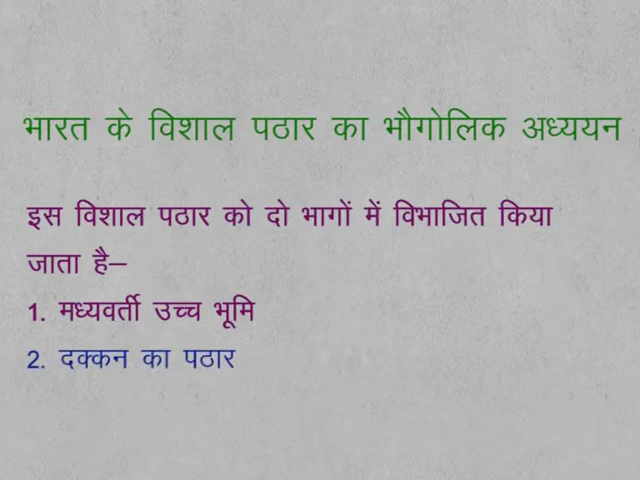 भारत के विशाल पठार का भौगोलिक अध्ययन
इस विशाल पठार को दो भागों में विभाजित किया
जाता है–
1. मध्यवर्ती उच्च भूमि
2. दक्कन का पठार